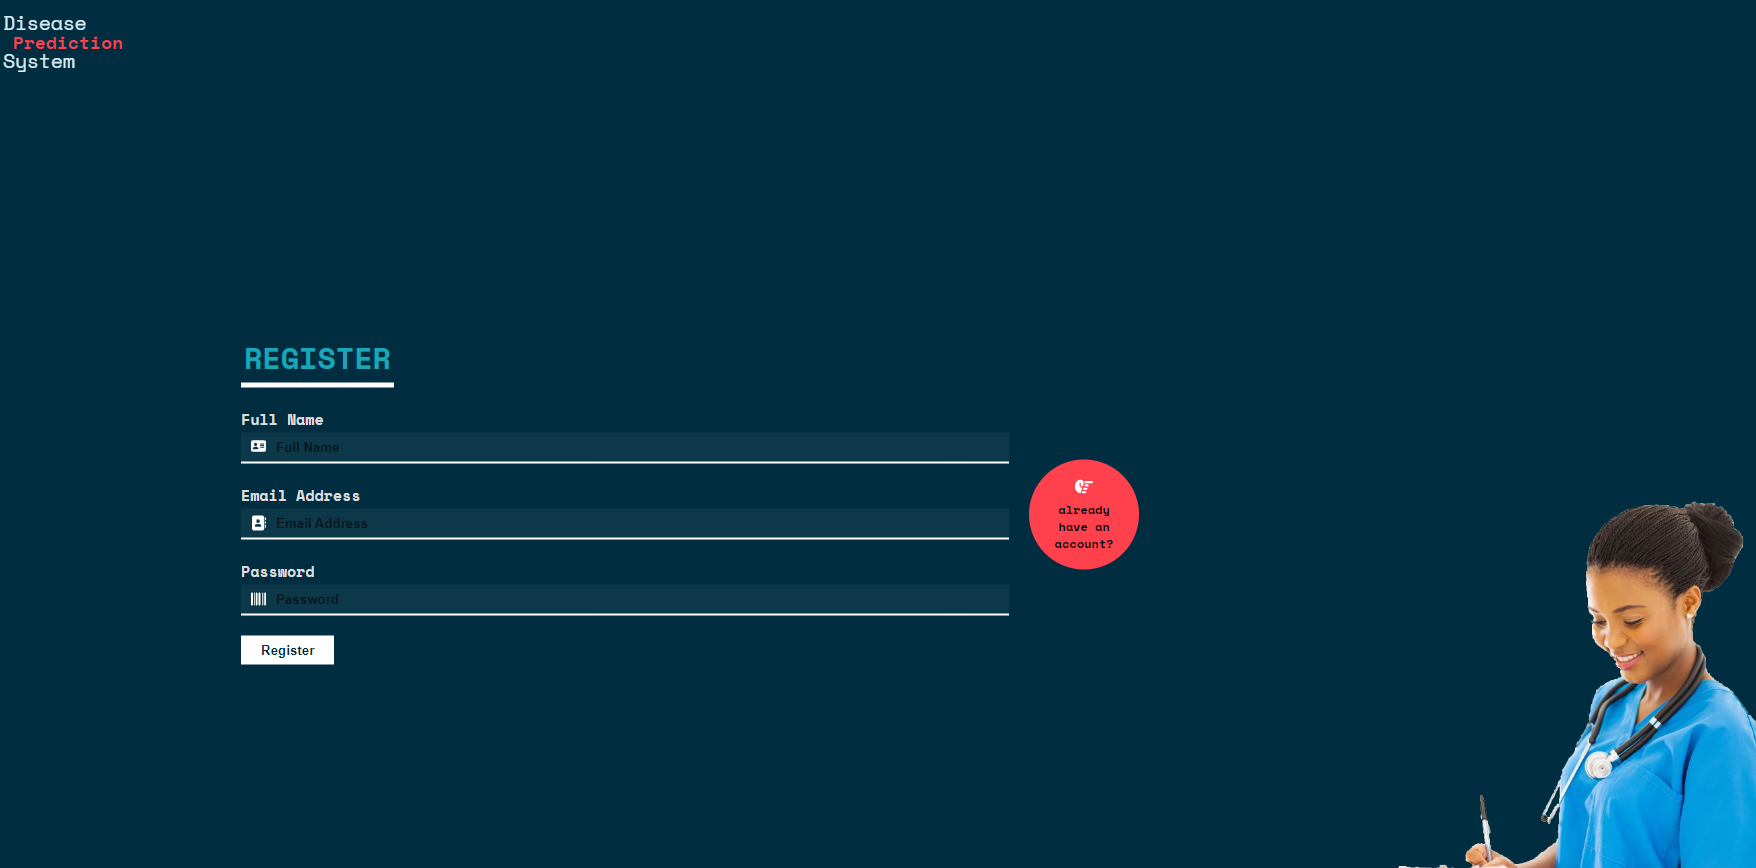 Disease
Prediction
System
REGISTER
Full Name
Full Name
Email Address
Email Address
Password
Password
Register
already
have an
account?